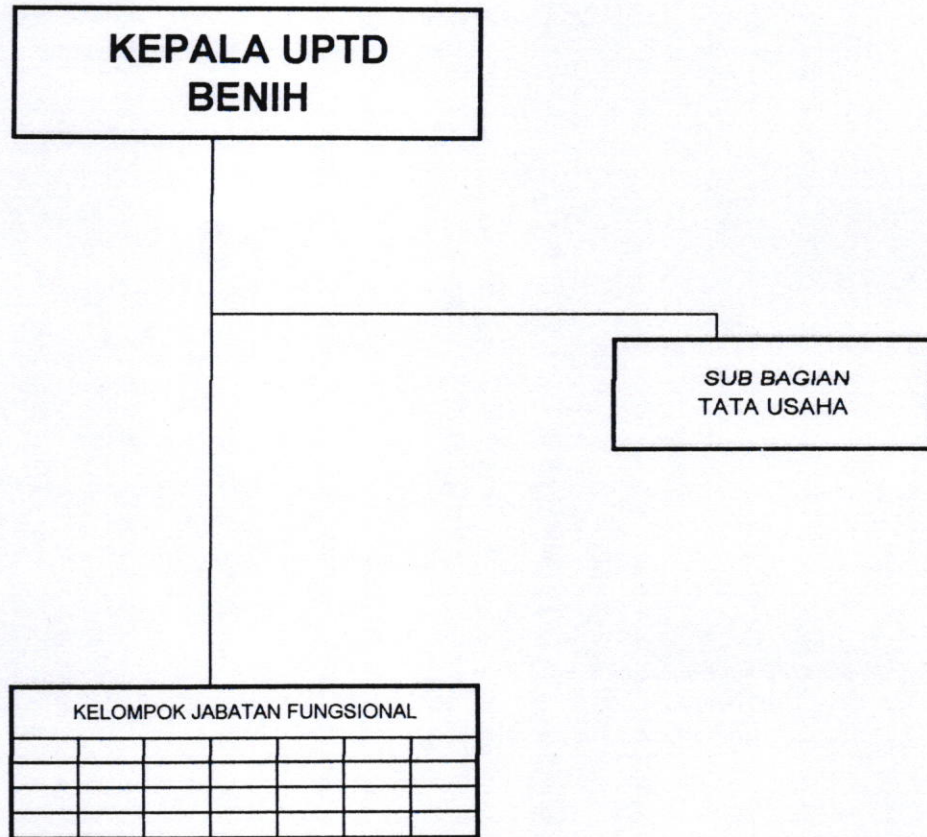 KEPALA UPTD
BENIH
SUB BAGIAN
TATA USAHA
KELOMPOK JABATAN FUNGSIONAL